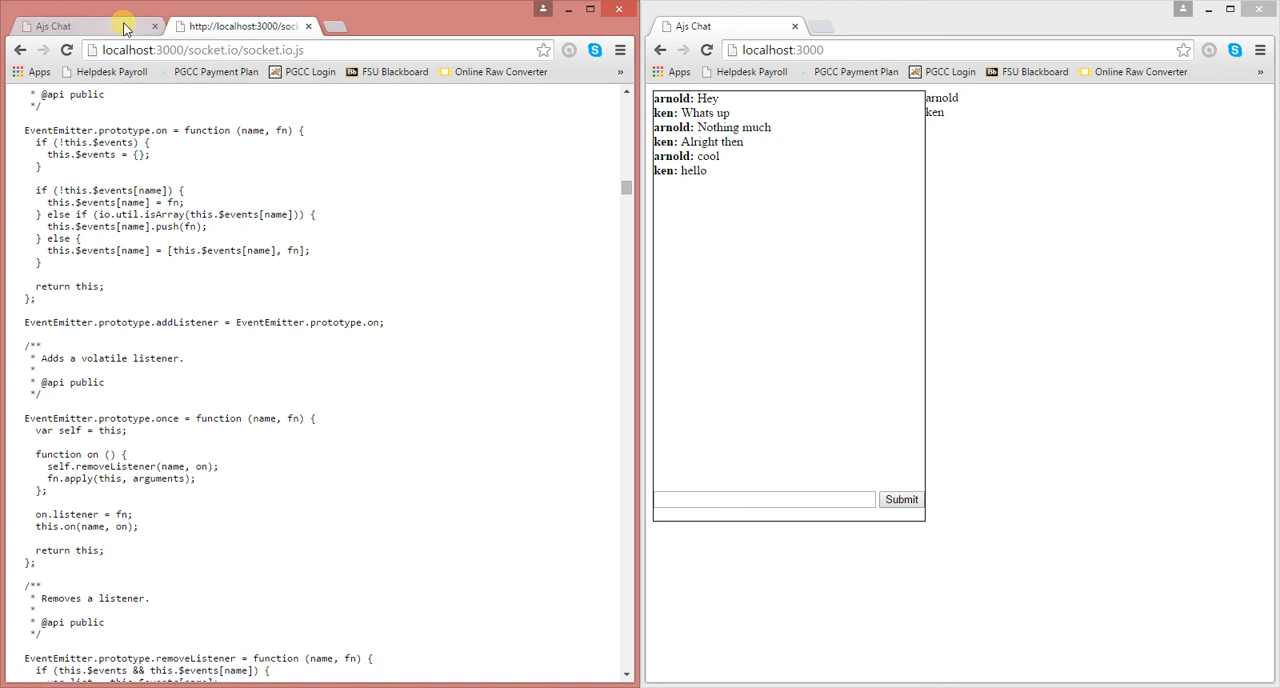 Ajs Chat
http://localhost:3000/sock
localhost:3000/socket.io/socket.io.js
Apps Helpdesk Payroll PGCC Payment Plan PGCC Login Bb FSU Blackboard Online Raw Converter »
* @api public
*/
EventEmitter.prototype.on = function (name, fn) {
if (!this.$events) {
this.$events = {};
}
if (!this.$events[name]) {
this.$events[name] = fn;
} else if (io.util.isArray(this.$events[name])) {
this.$events[name].push(fn);
} else {
this.$events[name] = [this.$events[name], fn];
}
return this;
};
EventEmitter.prototype.addListener = EventEmitter.prototype.on;
/**
* Adds a volatile listener.
*
* @api public
*/
EventEmitter.prototype.once = function (name, fn) {
var self = this;
function on () {
self.removeListener(name, on);
fn.apply(this, arguments);
};
on.listener = fn;
this.on(name, on);
return this;
};
/**
* Removes a listener.
*
* @api public
*/
EventEmitter.prototype.removeListener = function (name, fn) {
if (this.$events && this.$events[name]) {
Ajs Chat
localhost:3000
Apps Helpdesk Payroll PGCC Payment Plan PGCC Login Bb FSU Blackboard Online Raw Converter »
arnold: Hey
ken: Whats up
arnold: Nothing much
ken: Alright then
arnold: cool
ken: hello
Submit
arnold
ken